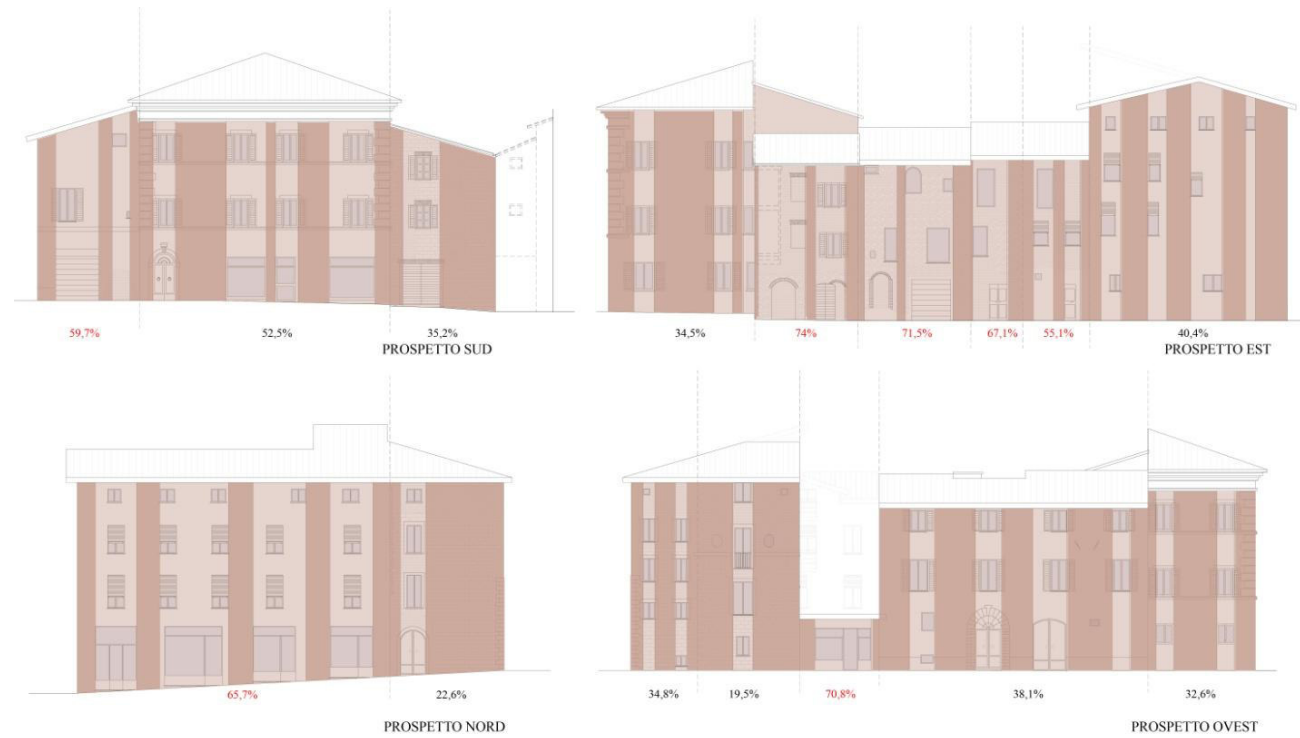 59,7% 52,5% 35,2%
PROSPETTO SUD
34,5% 74% 71,5% 67,1% 55,1% 40,4%
PROSPETTO EST
65,7% 22,6%
PROSPETTO NORD
34,8% 19,5% 70,8% 38,1% 32,6%
PROSPETTO OVEST